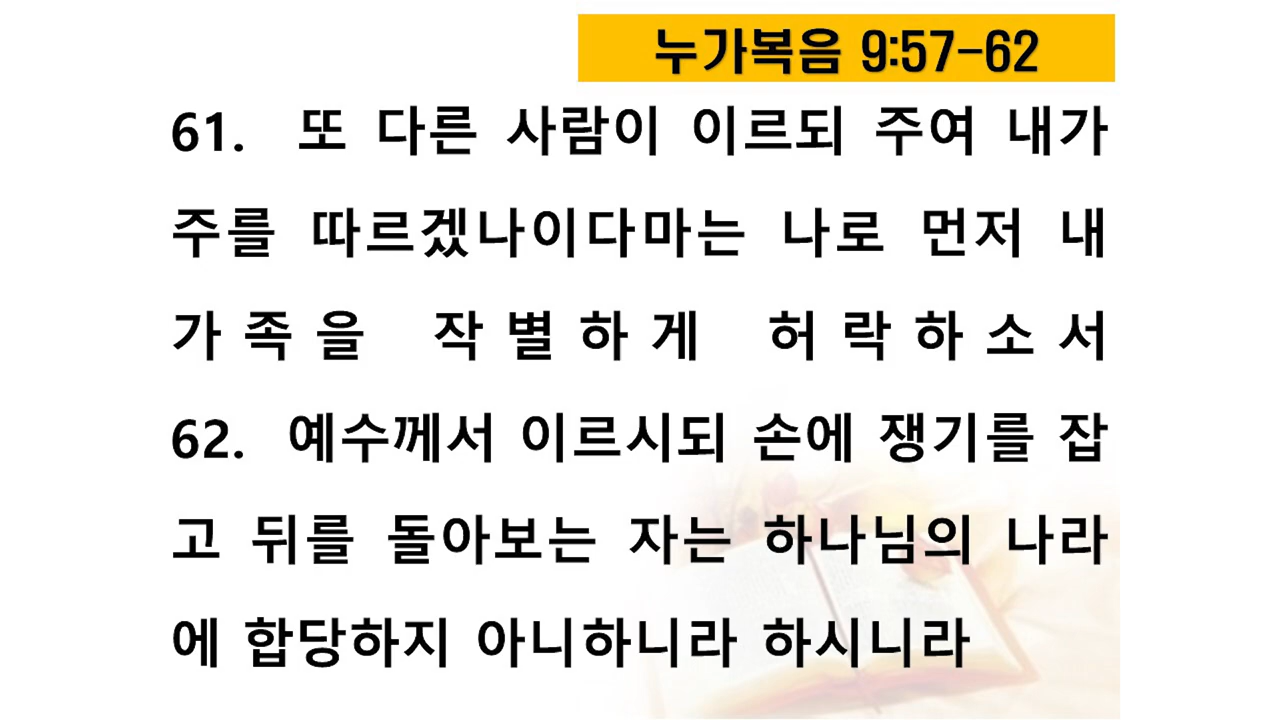 누가복음 9:57-62
61. 또 다른 사람이 이르되 주여 내가
주를 따르겠나이다마는 나로 먼저 내
가족을 작별하게 허락하소서
62. 예수께서 이르시되 손에 쟁기를 잡
고 뒤를 돌아보는 자는 하나님의 나라
에 합당하지 아니하니라 하시니라